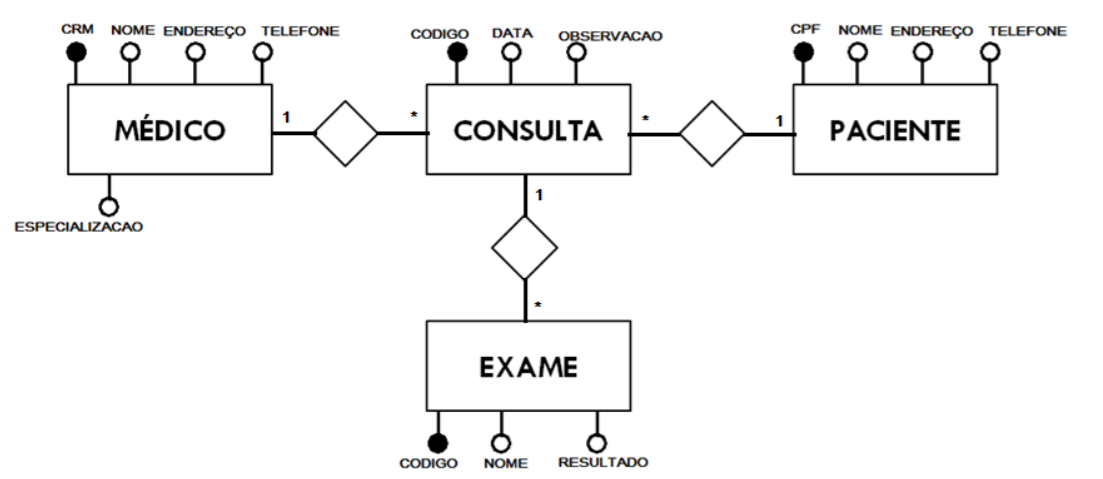 CRM NOME ENDEREÇO TELEFONE
CODIGO DATA OBSERVACAO
CPF NOME ENDEREÇO TELEFONE
MÉDICO 1 * CONSULTA * 1 PACIENTE
ESPECIALIZACAO
1
*
EXAME
CODIGO NOME RESULTADO